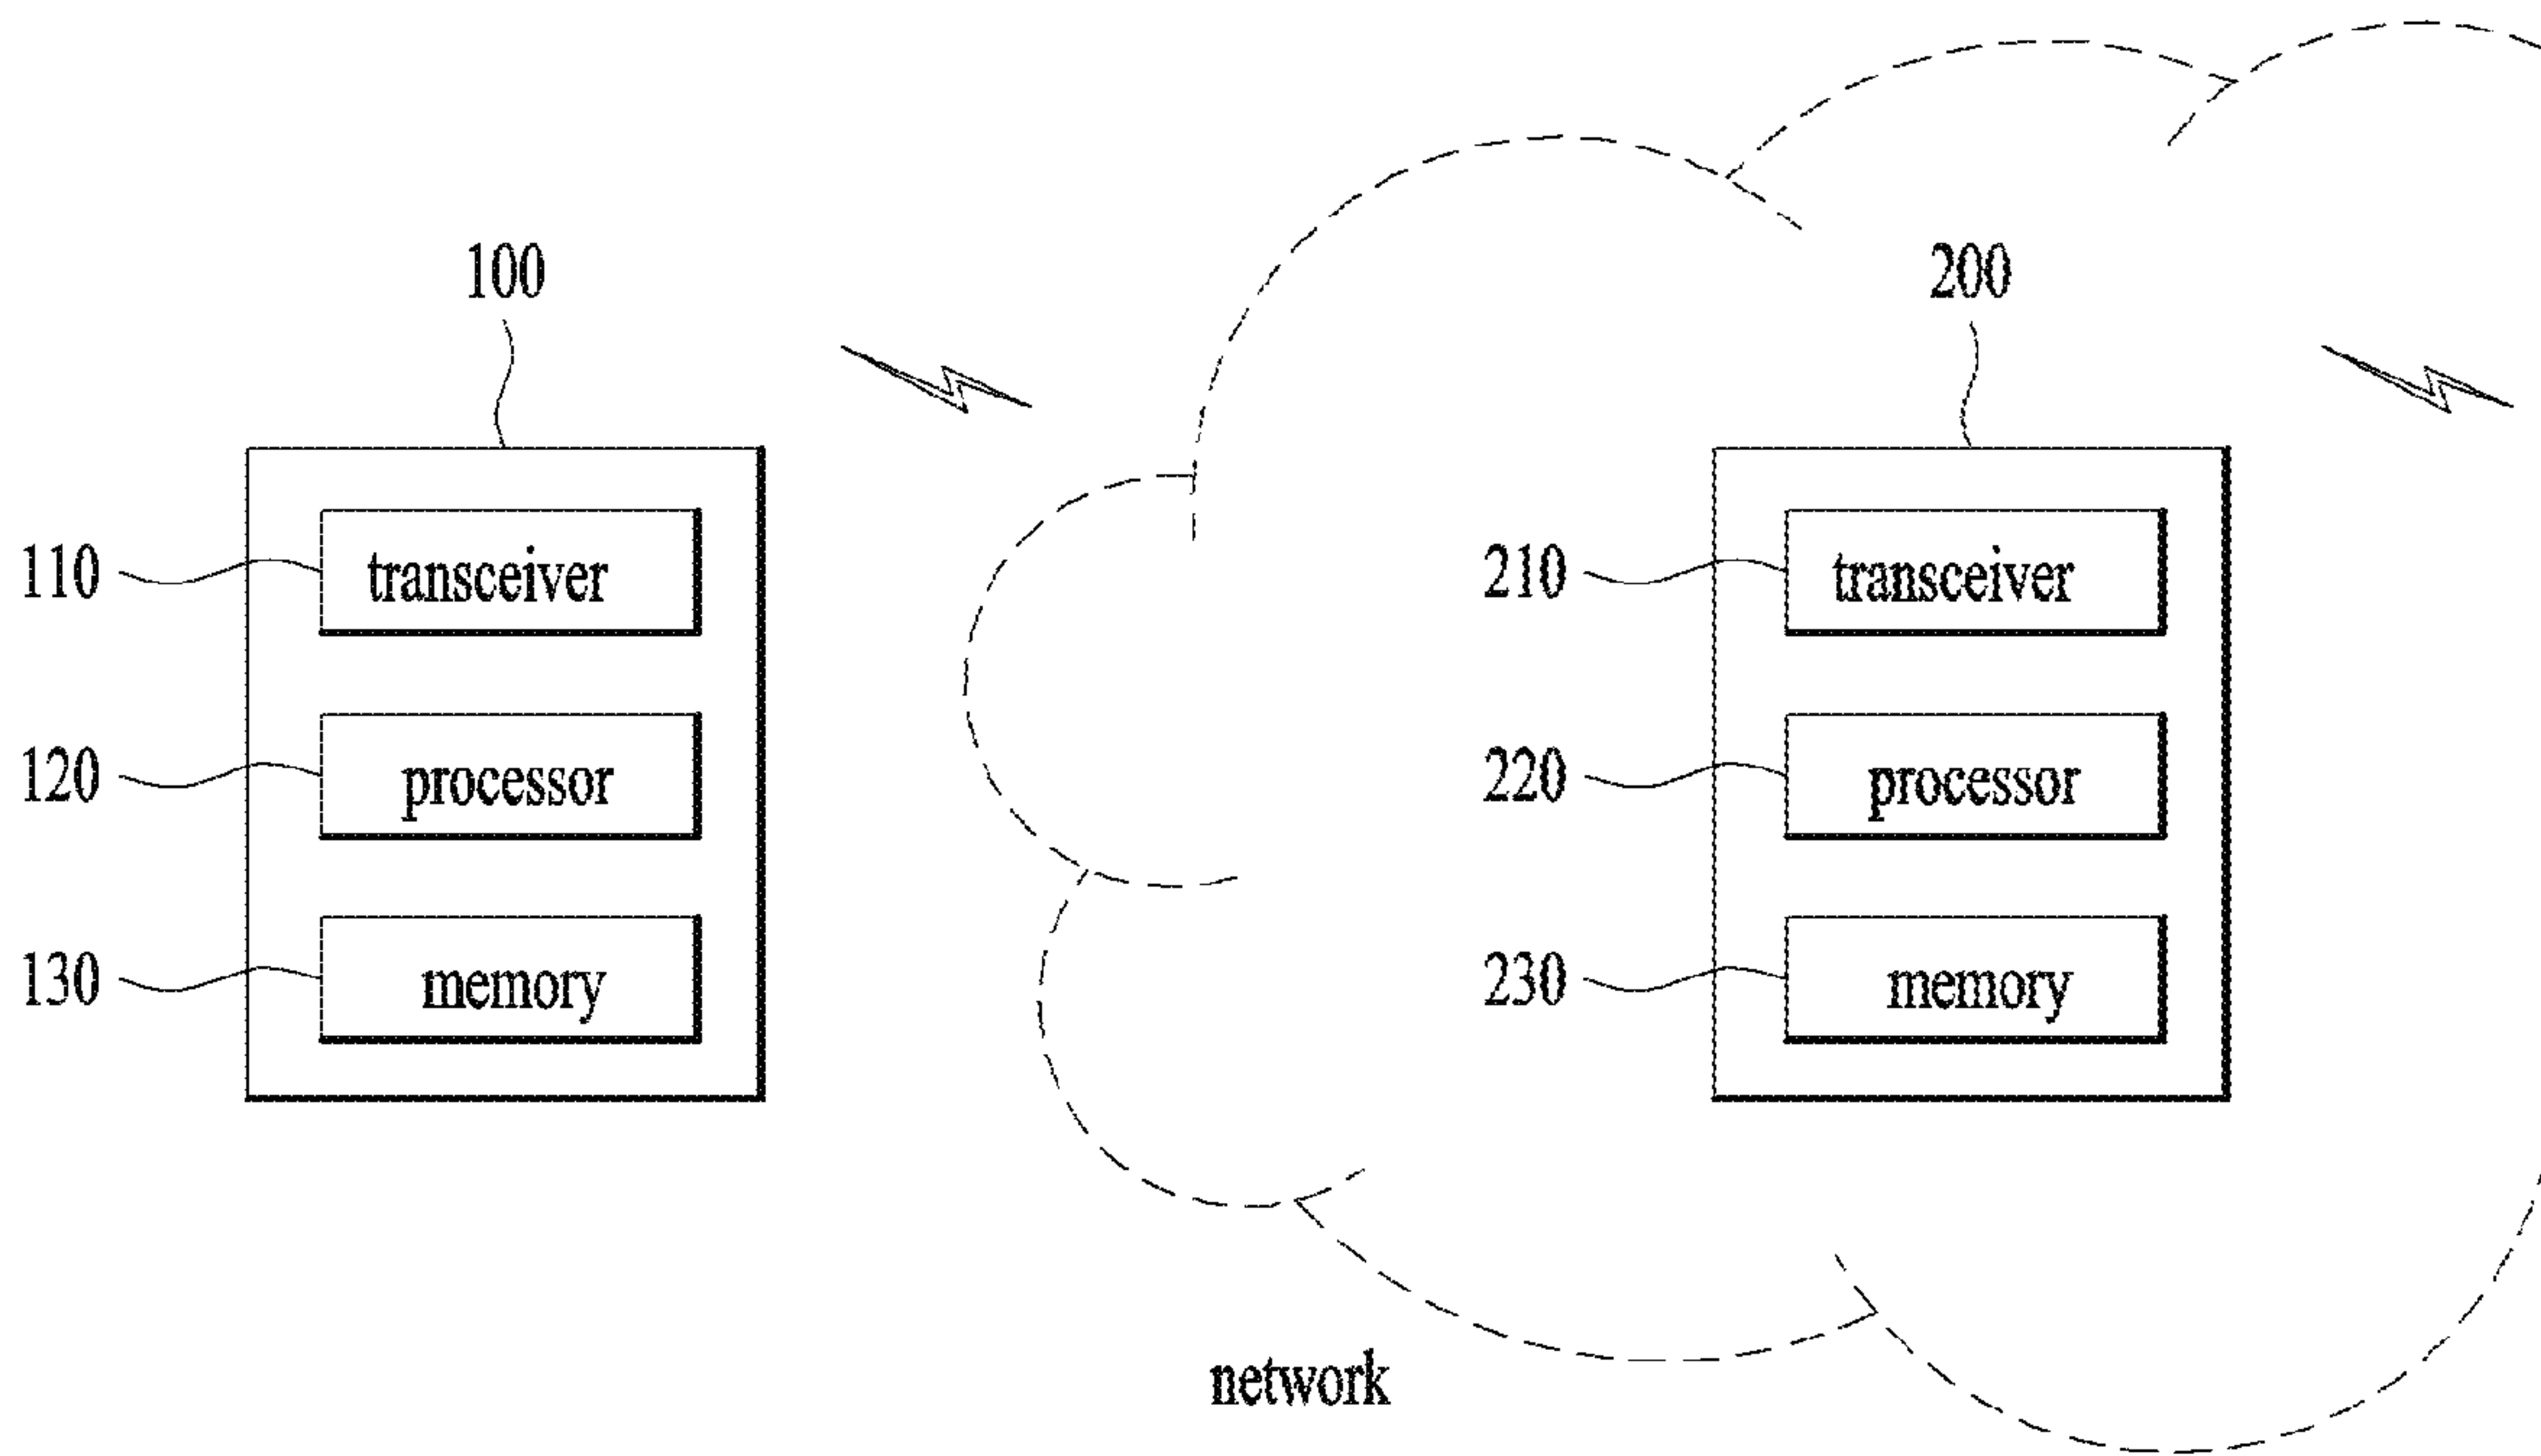 100
200
110
transceiver
210
transceiver
120
processor
220
processor
130
memory
230
memory
network